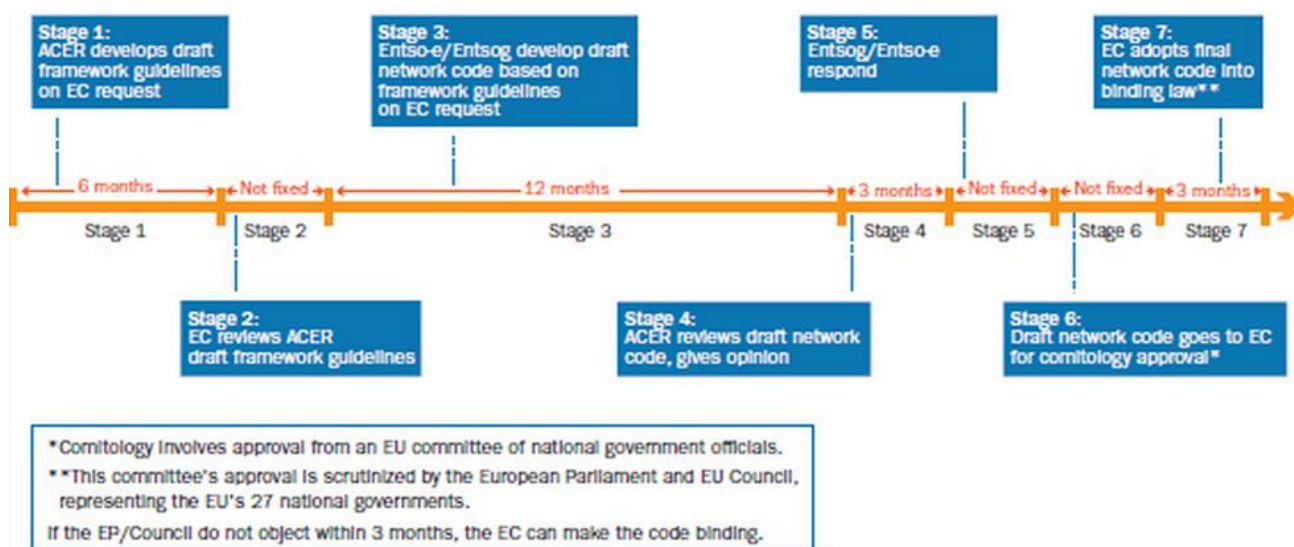 Stage 1:
ACER develops draft
framework guidelines
on EC request
Stage 3:
Entso-e/Entsog develop draft
network code based on
framework guidelines
on EC request
Stage 5:
Entsog/Entso-e
respond
Stage 7:
EC adopts final
network code into
binding law**
6 months
Not fixed
12 months
3 months
Not fixed
Not fixed
3 months
Stage 1
Stage 2
Stage 3
Stage 4
Stage 5
Stage 6
Stage 7
Stage 2:
EC reviews ACER
draft framework guidelines
Stage 4:
ACER reviews draft network
code, gives opinion
Stage 6:
Draft network code goes to EC
for comitology approval*
*Comitology involves approval from an EU committee of national government officials.
**This committee's approval is scrutinized by the European Parliament and EU Council,
representing the EU's 27 national governments.
If the EP/Council do not object within 3 months, the EC can make the code binding.